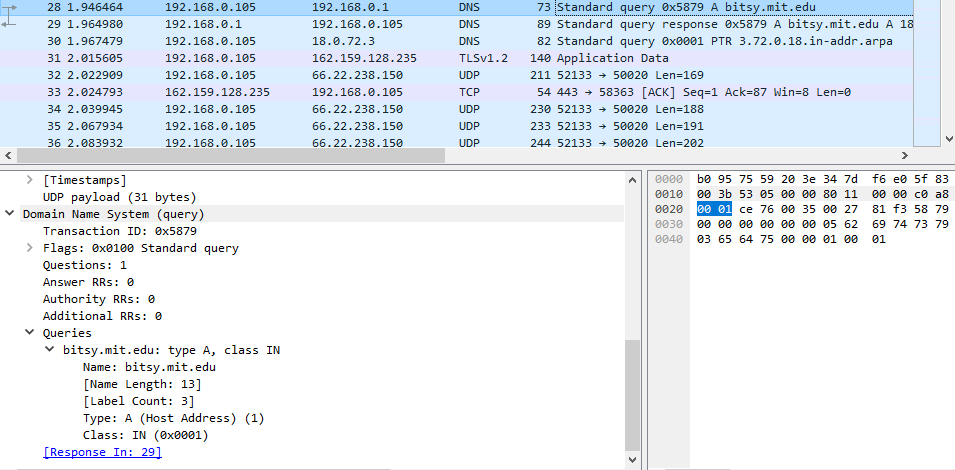 28 1.946464 192.168.0.105 192.168.0.1 DNS 73 Standard query 0x5879 A bitsy.mit.edu
29 1.964980 192.168.0.1 192.168.0.105 DNS 89 Standard query response 0x5879 A bitsy.mit.edu A 18
30 1.967479 192.168.0.105 18.0.72.3 DNS 82 Standard query 0x0001 PTR 3.72.0.18.in-addr.arpa
31 2.015605 192.168.0.105 162.159.128.235 TLSv1.2 140 Application Data
32 2.022909 192.168.0.105 66.22.238.150 UDP 211 52133 → 50020 Len=169
33 2.024793 162.159.128.235 192.168.0.105 TCP 54 443 → 58363 [ACK] Seq=1 Ack=87 Win=8 Len=0
34 2.039945 192.168.0.105 66.22.238.150 UDP 230 52133 → 50020 Len=188
35 2.067934 192.168.0.105 66.22.238.150 UDP 233 52133 → 50020 Len=191
36 2.083932 192.168.0.105 66.22.238.150 UDP 244 52133 → 50020 Len=202
[Timestamps]
UDP payload (31 bytes)
Domain Name System (query)
Transaction ID: 0x5879
Flags: 0x0100 Standard query
Questions: 1
Answer RRs: 0
Authority RRs: 0
Additional RRs: 0
Queries
bitsy.mit.edu: type A, class IN
Name: bitsy.mit.edu
[Name Length: 13]
[Label Count: 3]
Type: A (Host Address) (1)
Class: IN (0x0001)
[Response In: 29]
0000 b0 95 75 59 20 3e 34 7d f6 e0 5f 83
0010 00 3b 53 05 00 00 80 11 00 00 c0 a8
0020 00 01 ce 76 00 35 00 27 81 f3 58 79
0030 00 00 00 00 00 00 05 62 69 74 73 79
0040 03 65 64 75 00 00 01 00 01